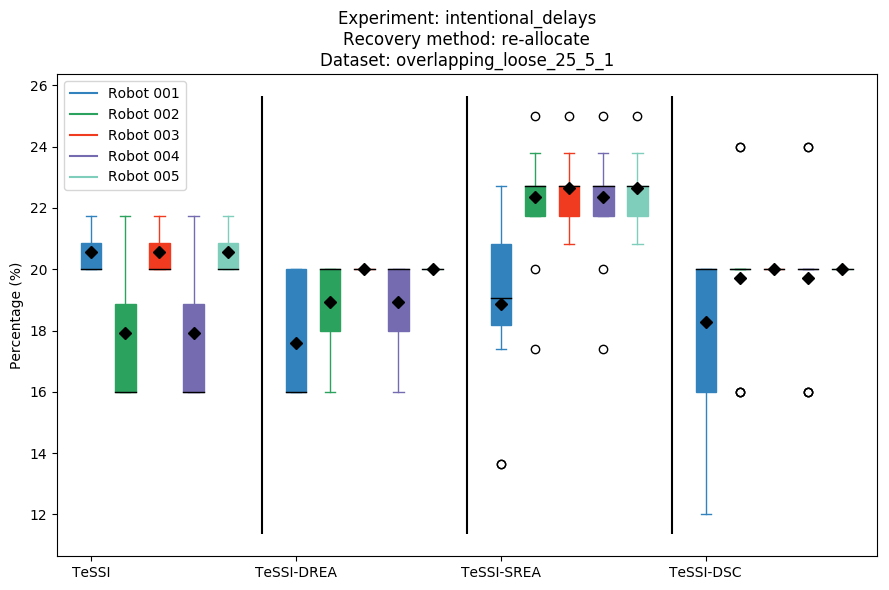 Experiment: intentional_delays
Recovery method: re-allocate
Dataset: overlapping_loose_25_5_1
Percentage (%)
26
24
22
20
18
16
14
12
Robot 001
Robot 002
Robot 003
Robot 004
Robot 005
TeSSI
TeSSI-DREA
TeSSI-SREA
TeSSI-DSC